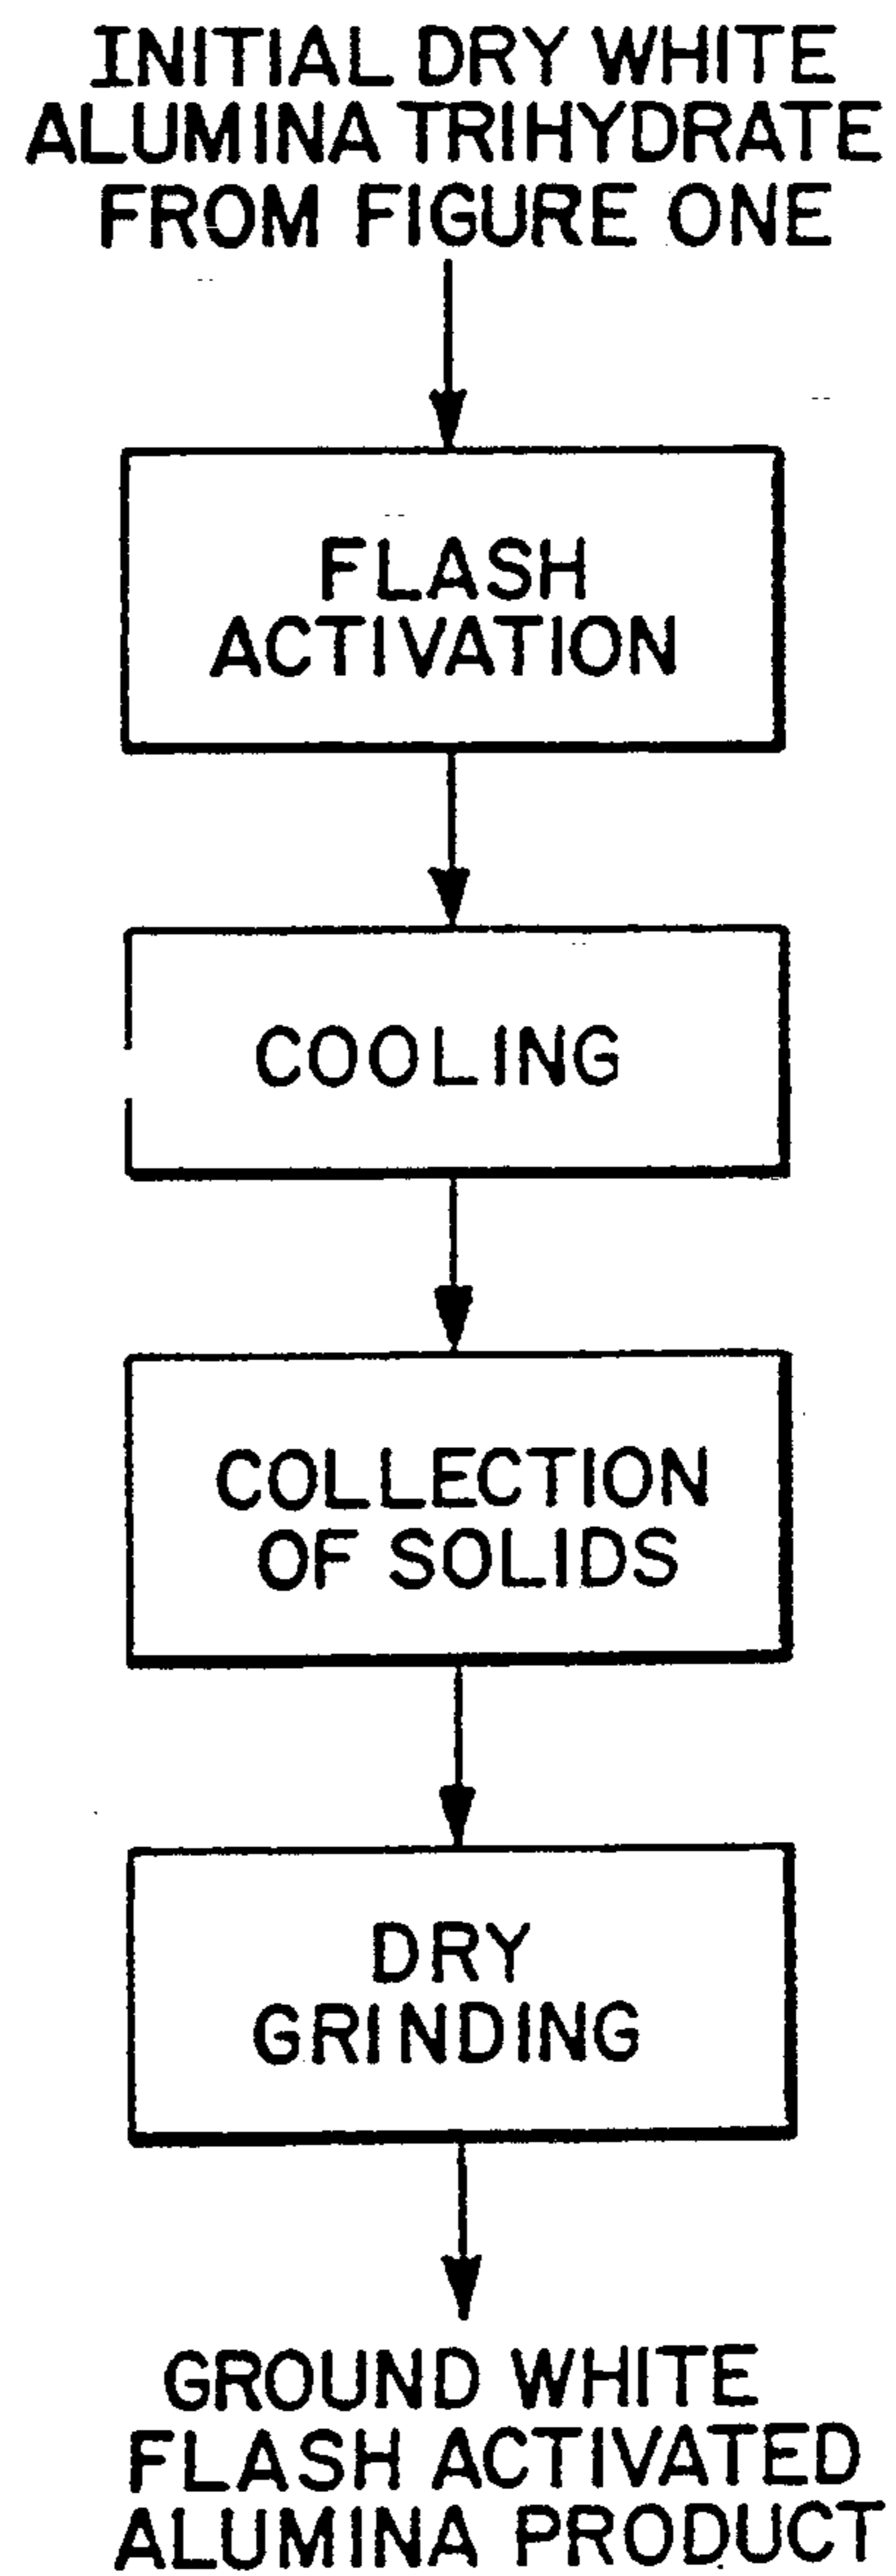 INITIAL DRY WHITE
ALUMINA TRIHYDRATE
FROM FIGURE ONE
FLASH
ACTIVATION
COOLING
COLLECTION
OF SOLIDS
DRY
GRINDING
GROUND WHITE
FLASH ACTIVATED
ALUMINA PRODUCT